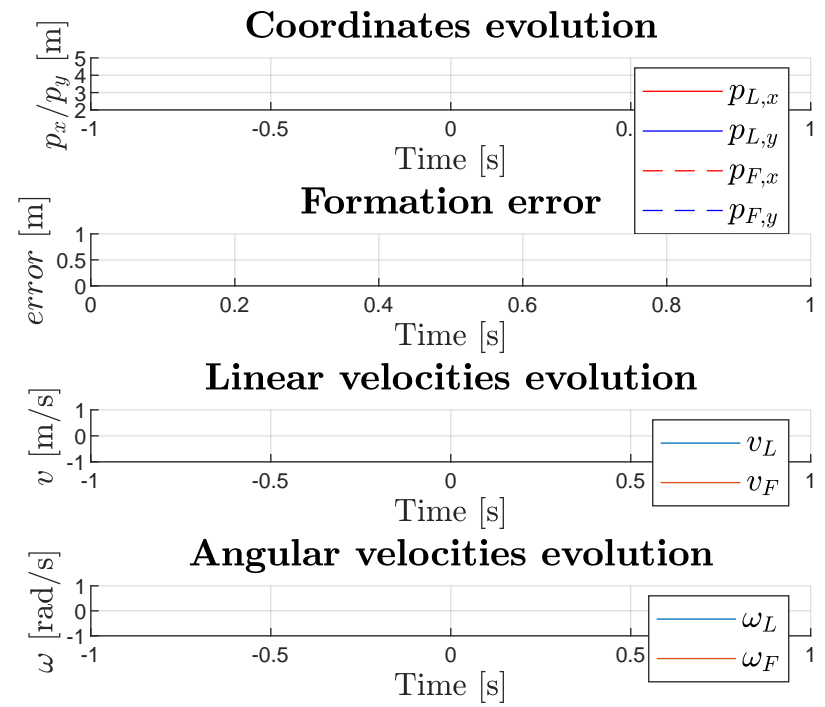 Coordinates evolution
p_x/p_y [m]
5
4
3
2
-1 -0.5 0 0. 1
Time [s]
p_{L,x}
p_{L,y}
p_{F,x}
p_{F,y}
Formation error
error [m]
1
0.5
0
0 0.2 0.4 0.6 0.8 1
Time [s]
Linear velocities evolution
v [m/s]
1
0
-1
-1 -0.5 0 0.5 1
Time [s]
v_L
v_F
Angular velocities evolution
ω [rad/s]
1
0
-1
-1 -0.5 0 0.5 1
Time [s]
ω_L
ω_F